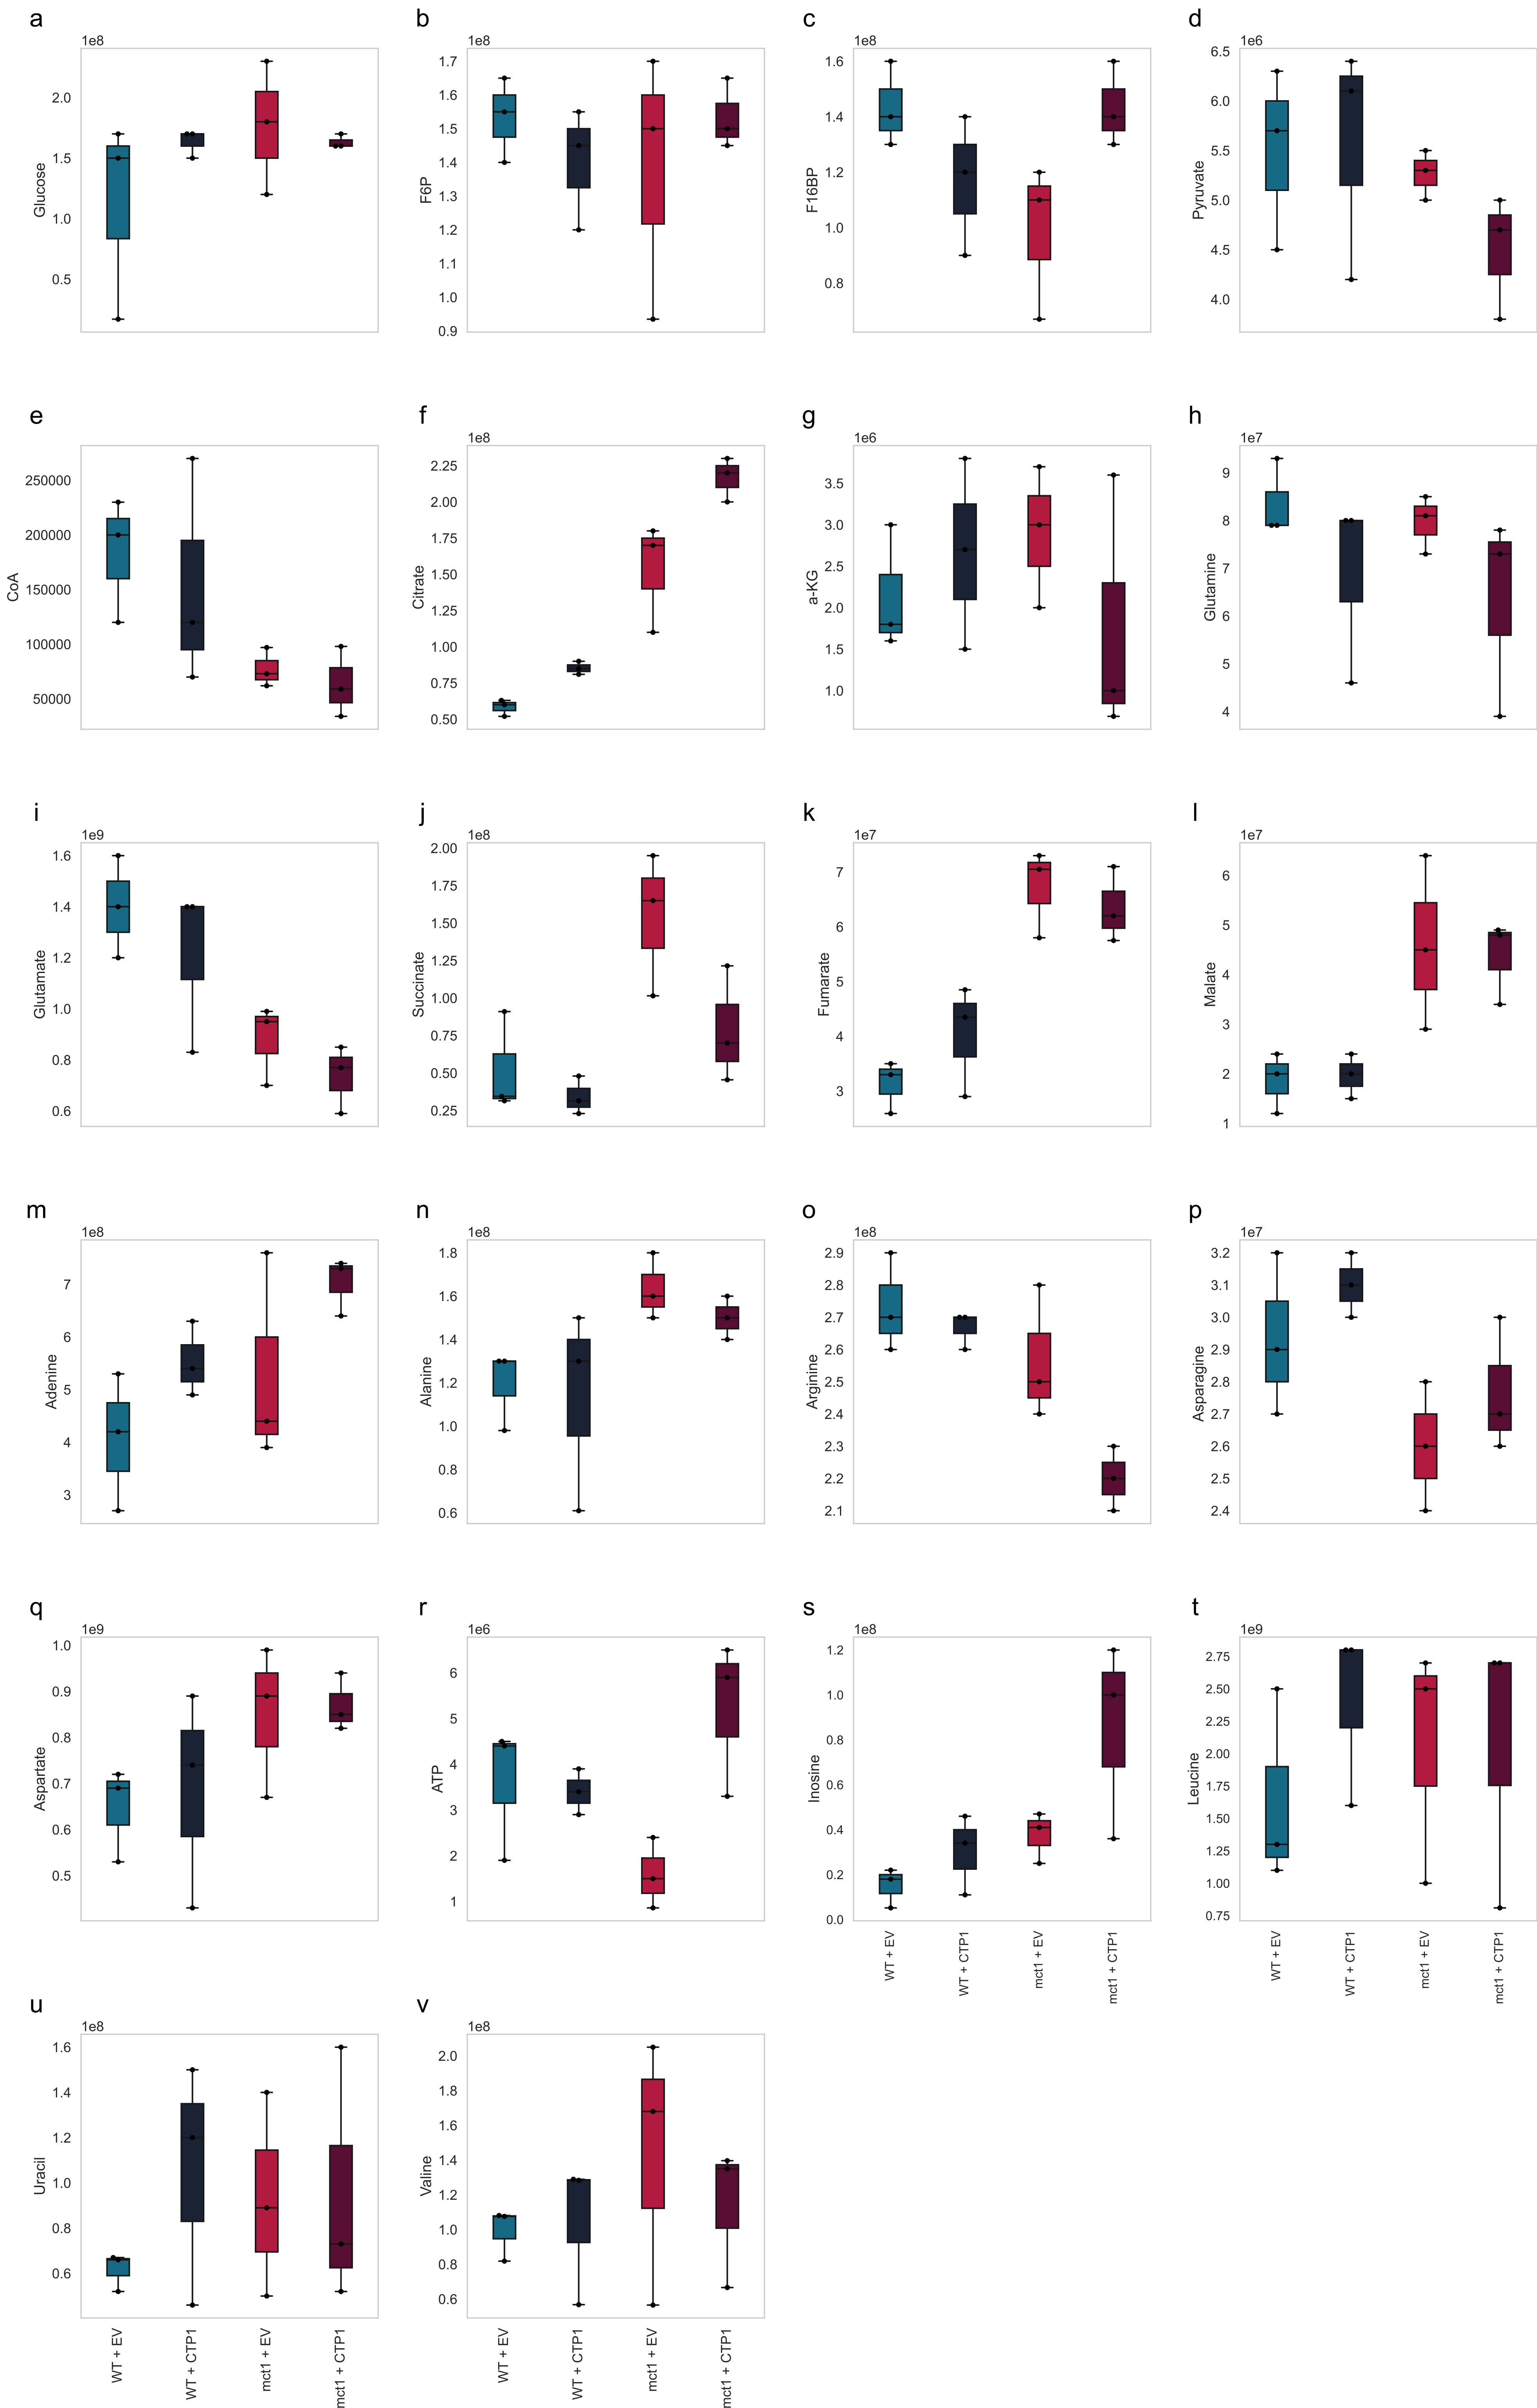 a
b
c
d
1e8
1e8
1e8
1e6
Glucose
2.0
1.5
1.0
0.5
F6P
1.7
1.6
1.5
1.4
1.3
1.2
1.1
1.0
0.9
F16BP
1.6
1.4
1.2
1.0
0.8
Pyruvate
6.5
6.0
5.5
5.0
4.5
4.0
e
f
g
h
1e8
1e6
1e7
CoA
250000
200000
150000
100000
50000
Citrate
2.25
2.00
1.75
1.50
1.25
1.00
0.75
0.50
a-KG
3.5
3.0
2.5
2.0
1.5
1.0
Glutamine
9
8
7
6
5
4
i
j
k
l
1e9
1e8
1e7
1e7
Glutamate
1.6
1.4
1.2
1.0
0.8
0.6
Succinate
2.00
1.75
1.50
1.25
1.00
0.75
0.50
0.25
Fumarate
7
6
5
4
3
Malate
6
5
4
3
2
1
m
n
o
p
1e8
1e8
1e8
1e7
Adenine
7
6
5
4
3
Alanine
1.8
1.6
1.4
1.2
1.0
0.8
0.6
Arginine
2.9
2.8
2.7
2.6
2.5
2.4
2.3
2.2
2.1
Asparagine
3.2
3.1
3.0
2.9
2.8
2.7
2.6
2.5
2.4
q
r
s
t
1e9
1e6
1e8
1e9
Aspartate
1.0
0.9
0.8
0.7
0.6
0.5
ATP
6
5
4
3
2
1
Inosine
1.2
1.0
0.8
0.6
0.4
0.2
0.0
WT + EV
WT + CTP1
mct1 + EV
mct1 + CTP1
Leucine
2.75
2.50
2.25
2.00
1.75
1.50
1.25
1.00
0.75
WT + EV
WT + CTP1
mct1 + EV
mct1 + CTP1
u
v
1e8
1e8
Uracil
1.6
1.4
1.2
1.0
0.8
0.6
WT + EV
WT + CTP1
mct1 + EV
mct1 + CTP1
Valine
2.0
1.8
1.6
1.4
1.2
1.0
0.8
0.6
WT + EV
WT + CTP1
mct1 + EV
mct1 + CTP1